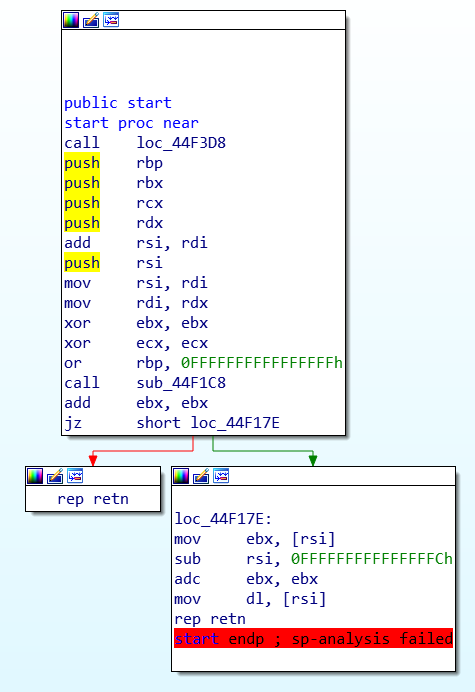 public start
start proc near
call loc_44F3D8
push rbp
push rbx
push rcx
push rdx
add rsi, rdi
push rsi
mov rsi, rdi
mov rdi, rdx
xor ebx, ebx
xor ecx, ecx
or rbp, 0FFFFFFFFFFFFFFFFh
call sub_44F1C8
add ebx, ebx
jz short loc_44F17E
rep retn
loc_44F17E:
mov ebx, [rsi]
sub rsi, 0FFFFFFFFFFFFFFFCh
adc ebx, ebx
mov dl, [rsi]
rep retn
start endp ; sp-analysis failed